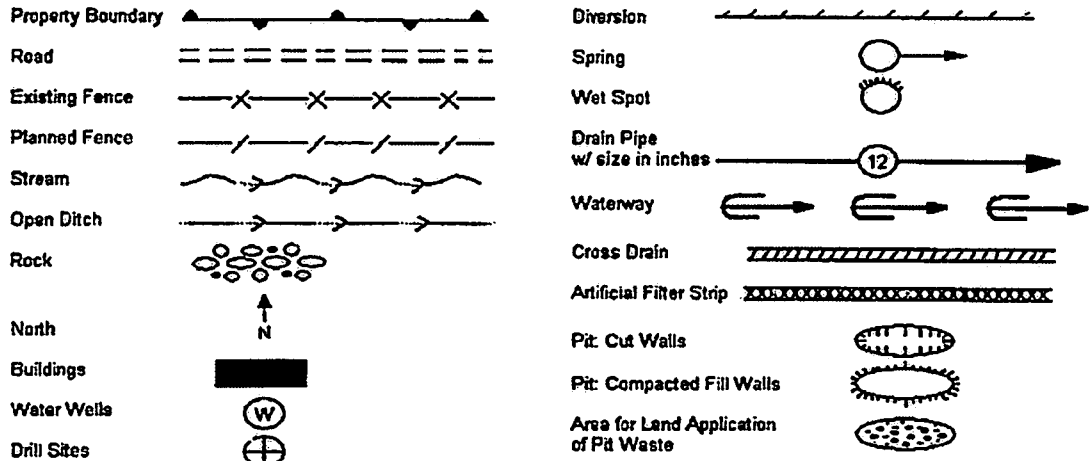 Property Boundary
Road
Existing Fence
Planned Fence
Stream
Open Ditch
Rock
North
N
Buildings
Water Wells
W
Drill Sites
Diversion
Spring
Wet Spot
Drain Pipe
w/ size in inches
12
Waterway
Cross Drain
Artificial Filter Strip
Pit: Cut Walls
Pit: Compacted Fill Walls
Area for Land Application
of Pit Waste